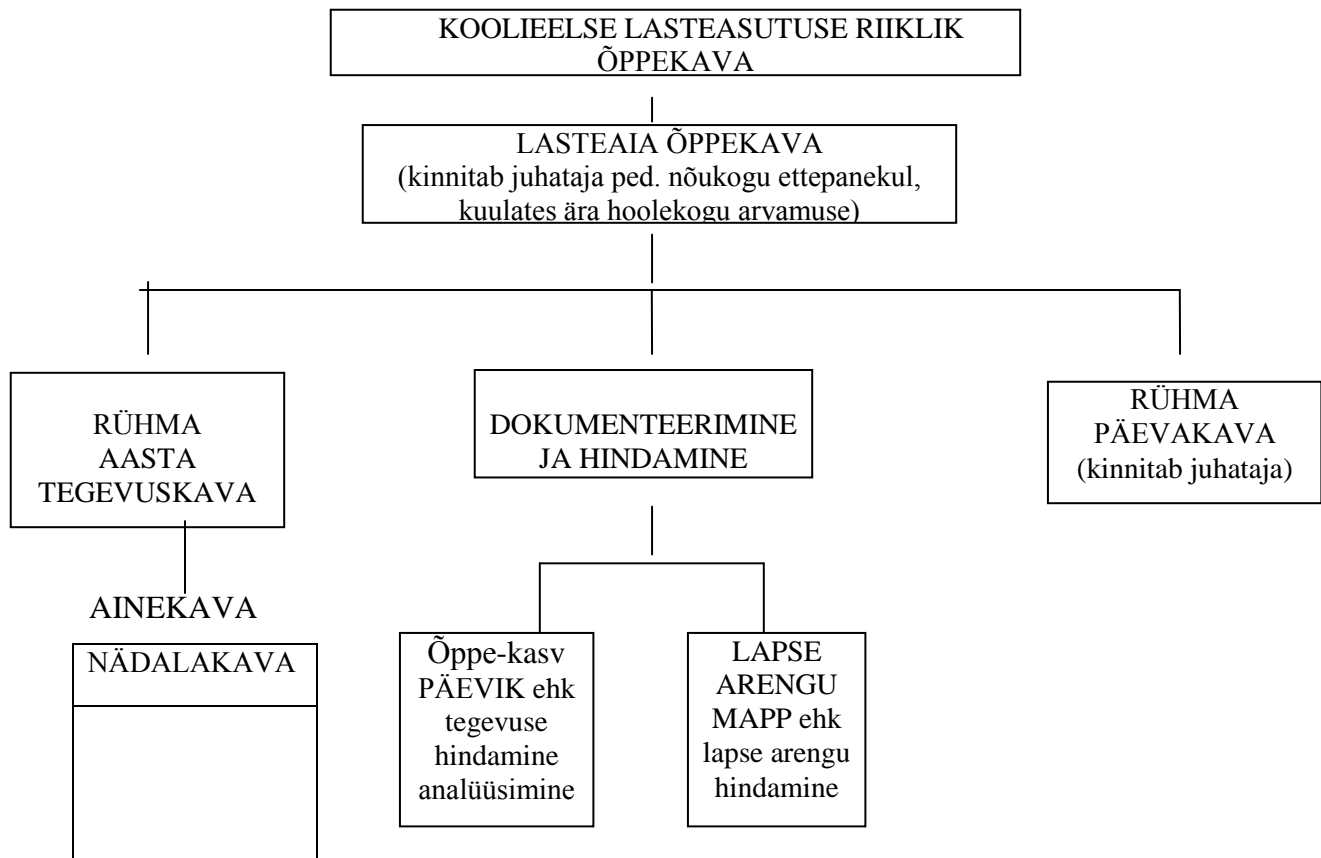 KOOLIEELSE LASTEASUTUSE RIIKLIK
ÕPPEKAVA
LASTEAIA ÕPPEKAVA
(kinnitab juhataja ped. nõukogu ettepanekul,
kuulates ära hoolekogu arvamuse)
RÜHMA
AASTA
TEGEVUSKAVA
DOKUMENTEERIMINE
JA HINDAMINE
RÜHMA
PÄEVAKAVA
(kinnitab juhataja)
AINEKAVA
NÄDALAKAVA
Õppe-kasv
PÄEVIK ehk
tegevuse
hindamine
analüüsimine
LAPSE
ARENGU
MAPP ehk
lapse arengu
hindamine